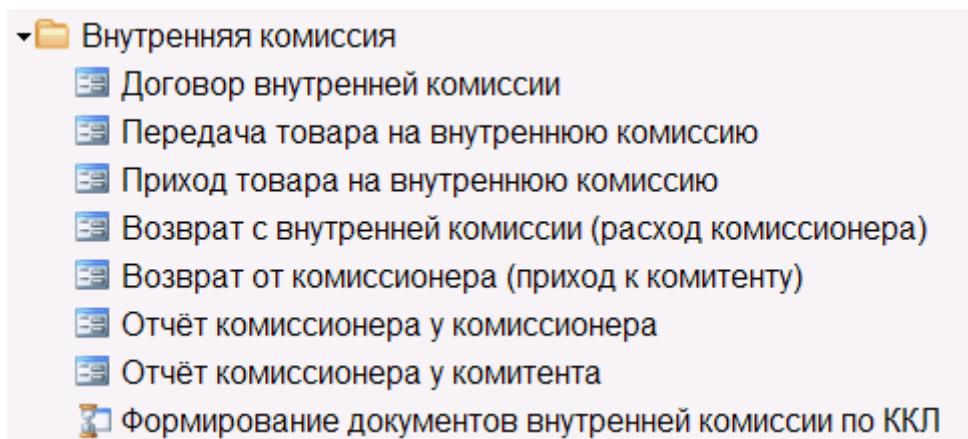 Внутренняя комиссия
Договор внутренней комиссии
Передача товара на внутреннюю комиссию
Приход товара на внутреннюю комиссию
Возврат с внутренней комиссии (расход комиссионера)
Возврат от комиссионера (приход к комитенту)
Отчёт комиссионера у комиссионера
Отчёт комиссионера у комитента
Формирование документов внутренней комиссии по ККЛ